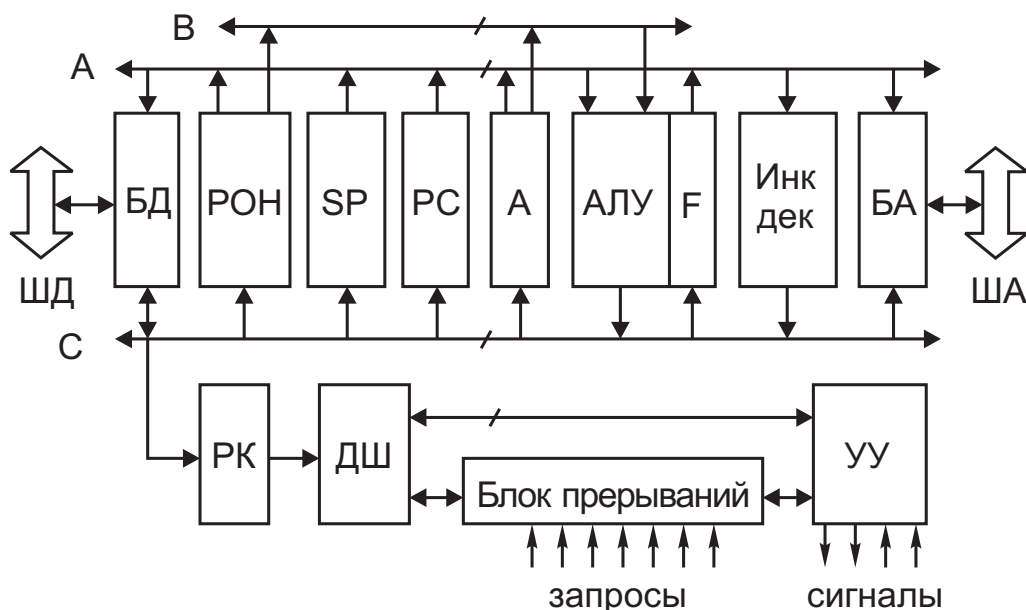 В
А
БД
РОН
SP
PC
А
АЛУ
F
Инк
дек
БА
ШД
ША
С
РК
ДШ
УУ
Блок прерываний
запросы
сигналы